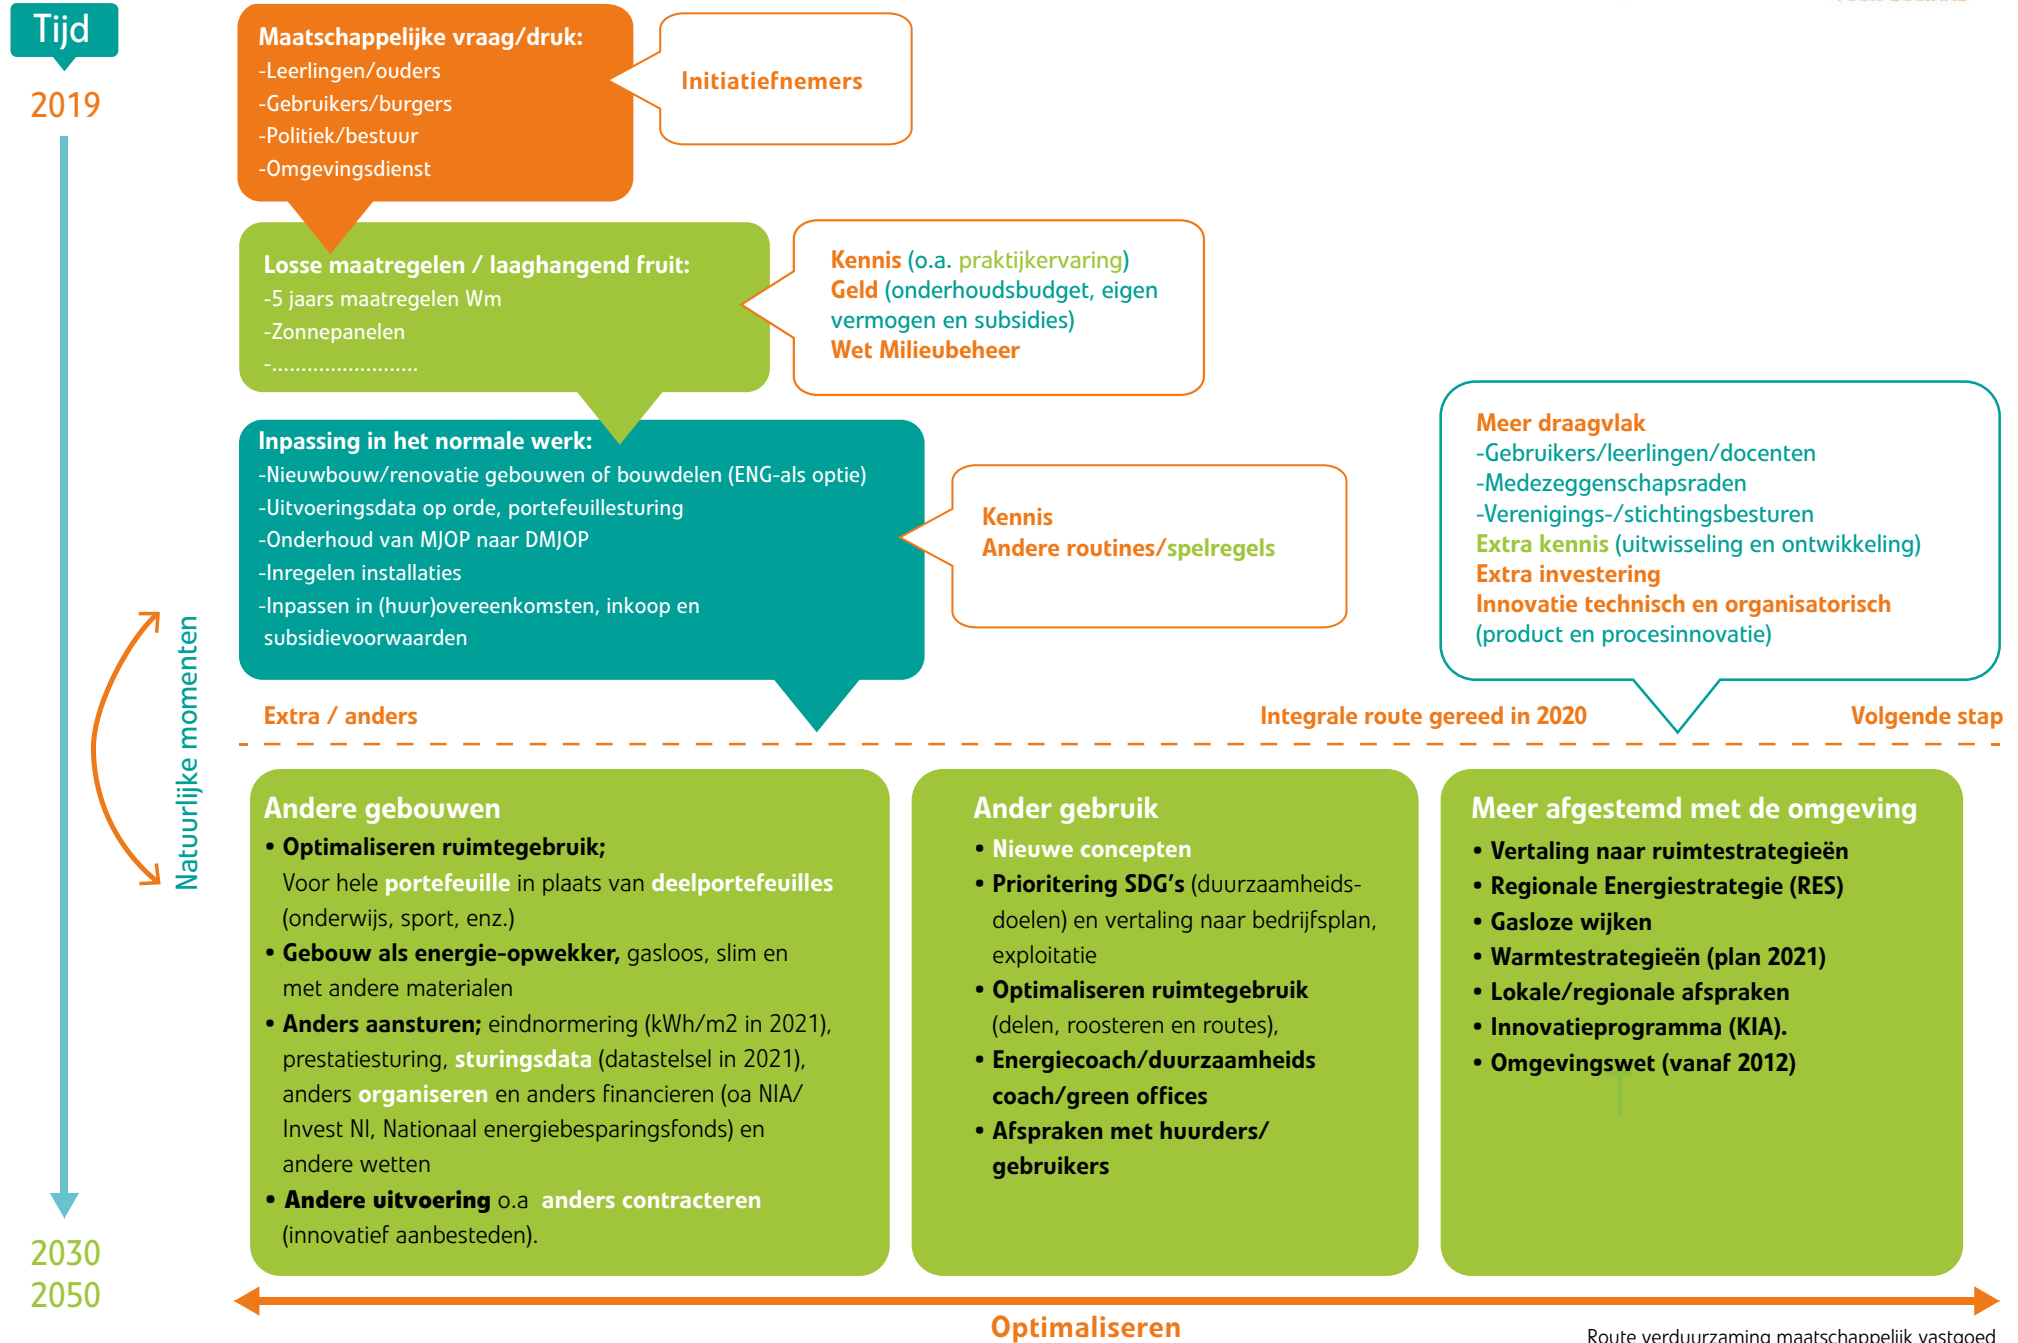 Tijd
2019
Maatschappelijke vraag/druk:
-Leerlingen/ouders
-Gebruikers/burgers
-Politiek/bestuur
-Omgevingsdienst
Initiatiefnemers
Losse maatregelen / laaghangend fruit:
-5 jaars maatregelen Wm
-Zonnepanelen
-.........................
Kennis (o.a. praktijkervaring)
Geld (onderhoudsbudget, eigen
vermogen en subsidies)
Wet Milieubeheer
Inpassing in het normale werk:
-Nieuwbouw/renovatie gebouwen of bouwdelen (ENG-als optie)
-Uitvoeringsdata op orde, portefeuillesturing
-Onderhoud van MJOP naar DMJOP
-Inregelen installaties
-Inpassen in (huur)overeenkomsten, inkoop en
subsidievoorwaarden
Kennis
Andere routines/spelregels
Meer draagvlak
-Gebruikers/leerlingen/docenten
-Medezeggenschapsraden
-Verenigings-/stichtingsbesturen
Extra kennis (uitwisseling en ontwikkeling)
Extra investering
Innovatie technisch en organisatorisch
(product en procesinnovatie)
Natuurlijke momenten
Extra / anders
Integrale route gereed in 2020
Volgende stap
Andere gebouwen
• Optimaliseren ruimtegebruik;
Voor hele portefeuille in plaats van deelportefeuilles
(onderwijs, sport, enz.)
• Gebouw als energie-opwekker, gasloos, slim en
met andere materialen
• Anders aansturen; eindnormering (kWh/m2 in 2021),
prestatiesturing, sturingsdata (datastelsel in 2021),
anders organiseren en anders financieren (oa NIA/
Invest Nl, Nationaal energiebesparingsfonds) en
andere wetten
• Andere uitvoering o.a anders contracteren
(innovatief aanbesteden).
Ander gebruik
• Nieuwe concepten
• Prioritering SDG's (duurzaamheids-
doelen) en vertaling naar bedrijfsplan,
exploitatie
• Optimaliseren ruimtegebruik
(delen, roosteren en routes),
• Energiecoach/duurzaamheids
coach/green offices
• Afspraken met huurders/
gebruikers
Meer afgestemd met de omgeving
• Vertaling naar ruimtestrategieën
• Regionale Energiestrategie (RES)
• Gasloze wijken
• Warmtestrategieën (plan 2021)
• Lokale/regionale afspraken
• Innovatieprogramma (KIA).
• Omgevingswet (vanaf 2012)
2030
2050
Optimaliseren
Route verduurzaming maatschappelijk vastgoed